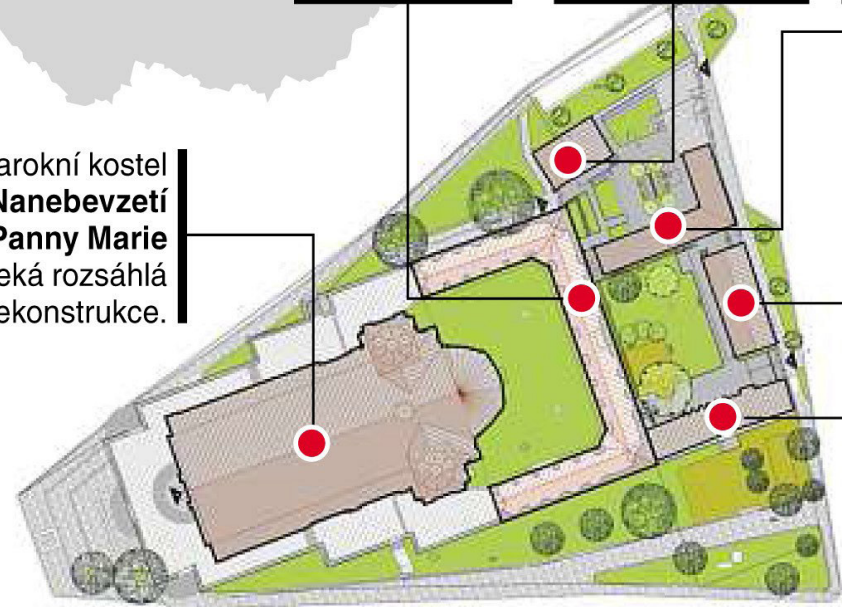 arokní kostel
Nanebevzetí
Panny Marie
eká rozsáhlá
ekonstrukce.